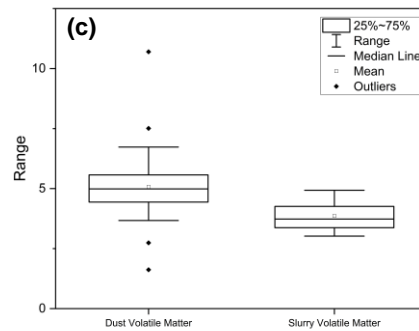 (c)
25%~75%
Range
Median Line
Mean
Outliers
10
5
0
Range
Dust Volatile Matter
Slurry Volatile Matter